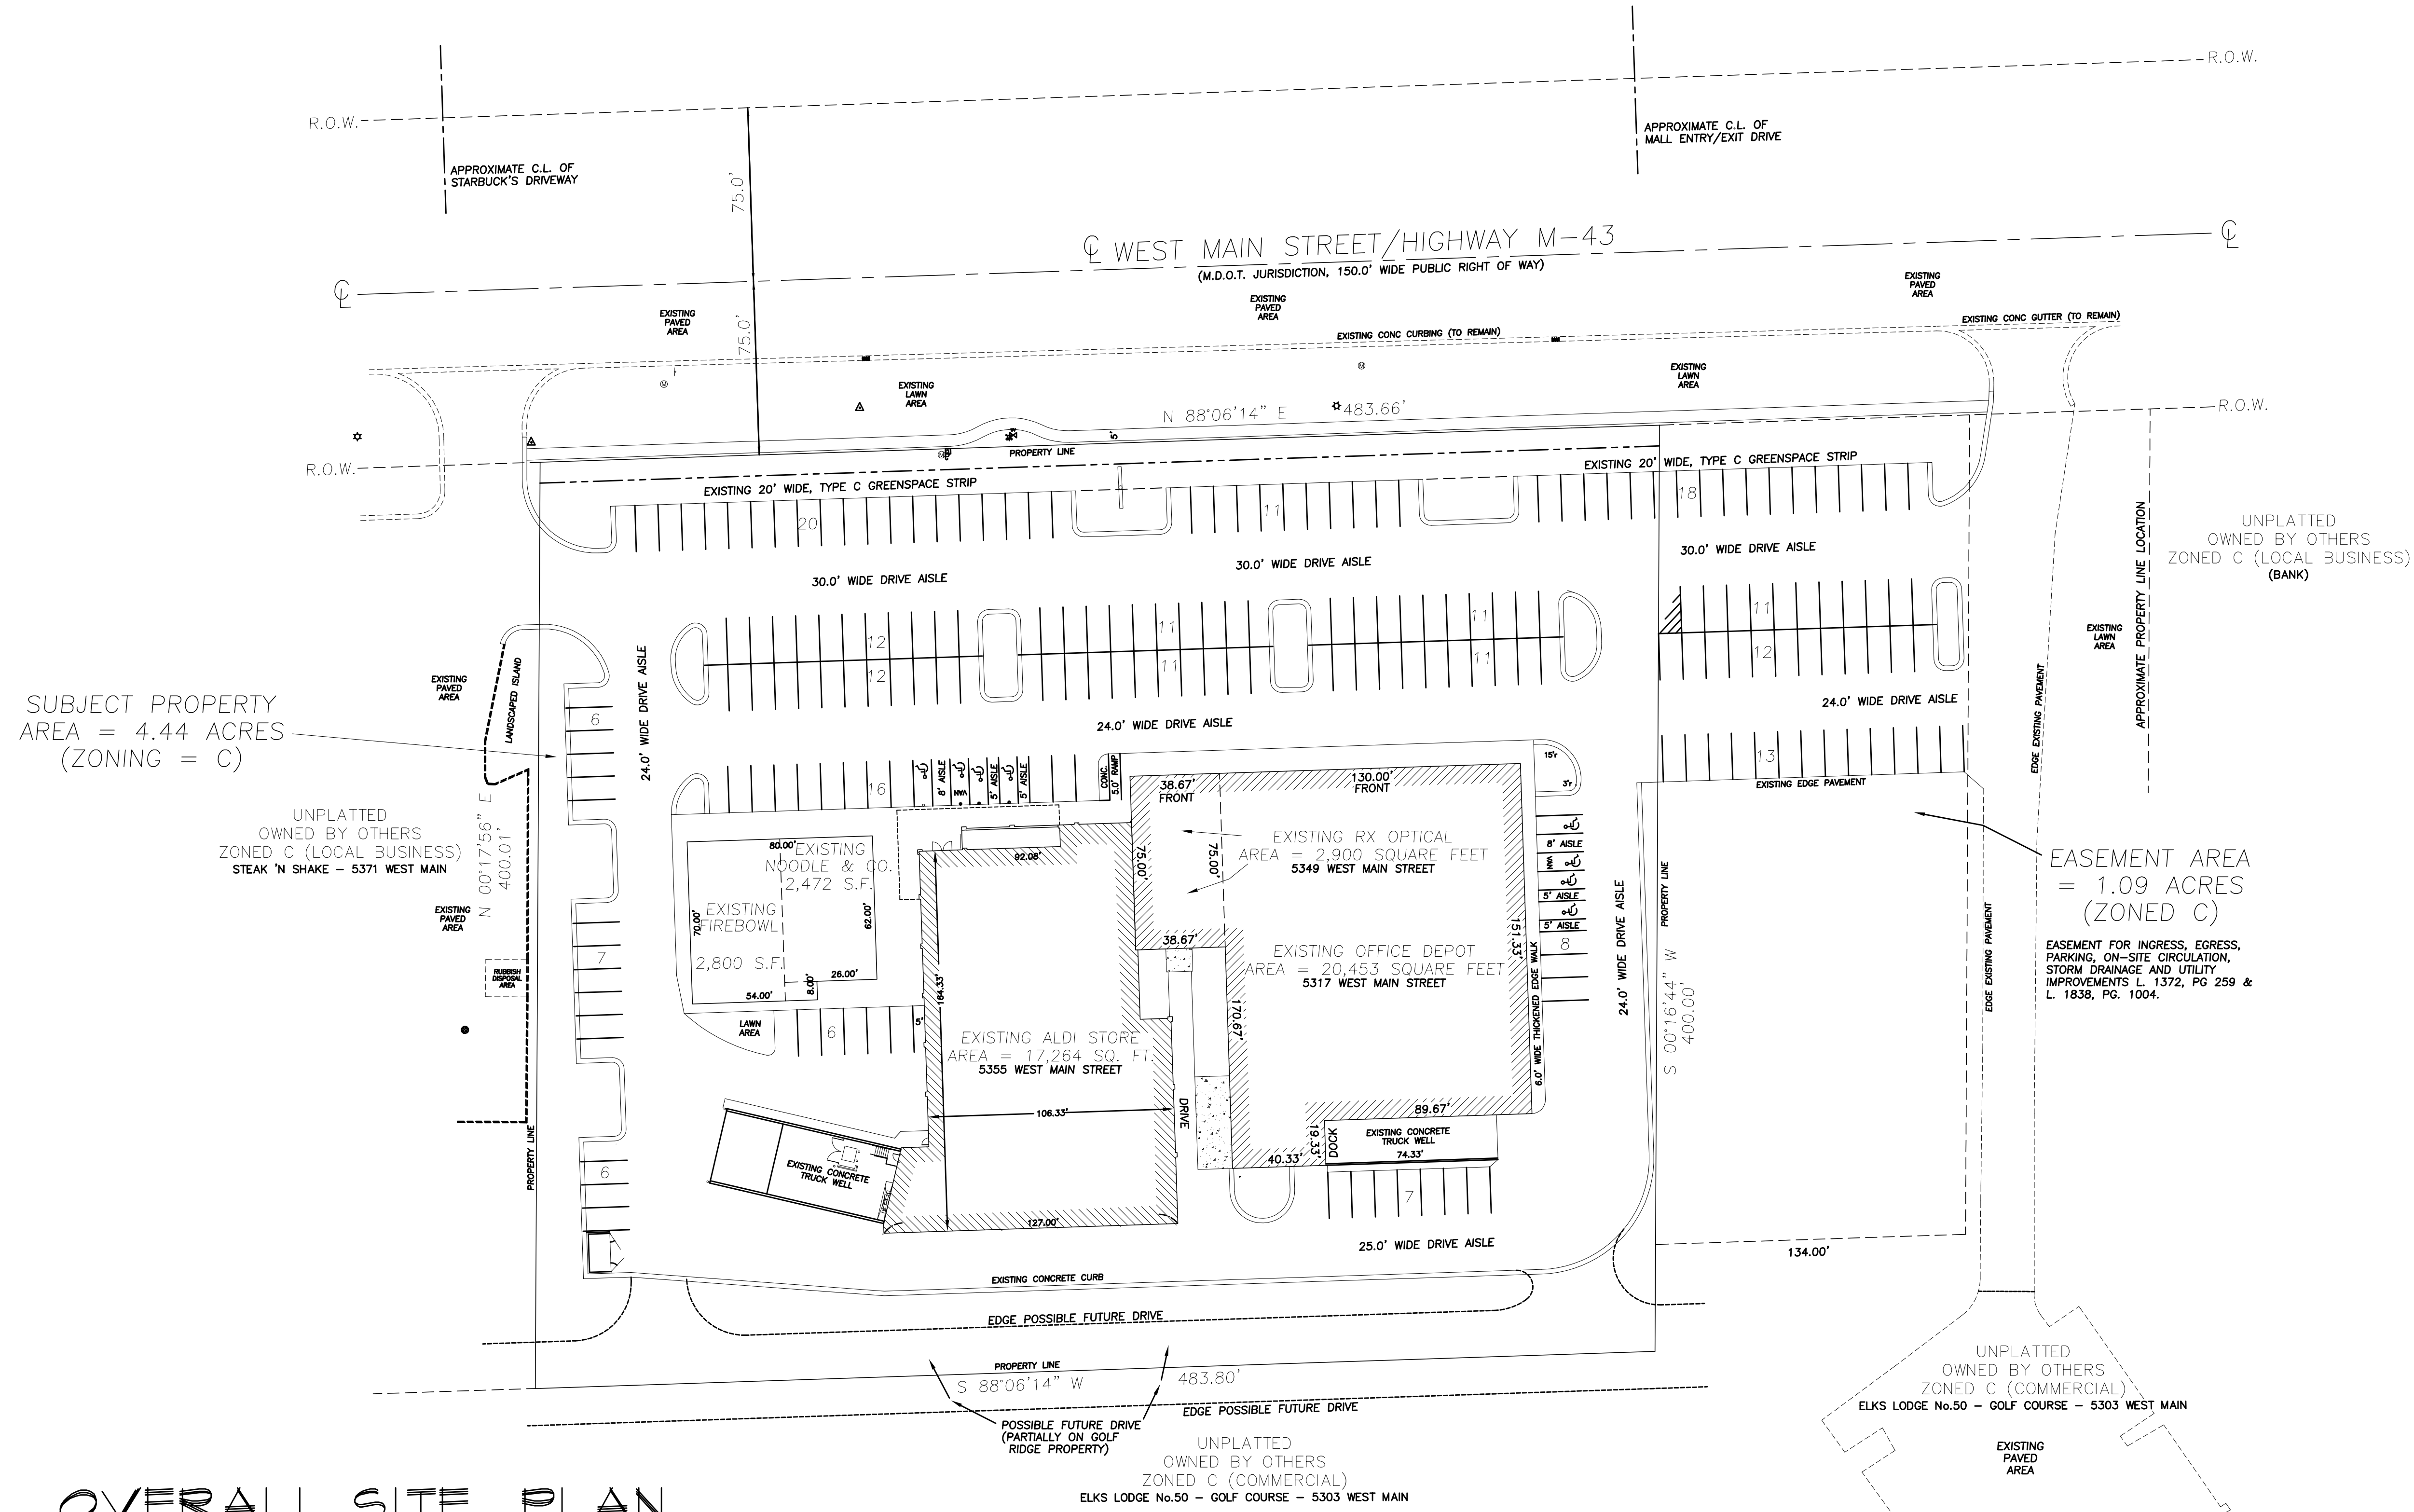 R.O.W.
R.O.W.
APPROXIMATE C.L. OF
STARBUCK'S DRIVEWAY
APPROXIMATE C.L. OF
MALL ENTRY/EXIT DRIVE
75.0'
℄ WEST MAIN STREET/HIGHWAY M-43
(M.D.O.T. JURISDICTION, 150.0' WIDE PUBLIC RIGHT OF WAY)
℄
℄
EXISTING
PAVED
AREA
EXISTING
PAVED
AREA
EXISTING
PAVED
AREA
75.0'
EXISTING CONC CURBING (TO REMAIN)
EXISTING CONC GUTTER (TO REMAIN)
EXISTING
LAWN
AREA
EXISTING
LAWN
AREA
N 88°06'14" E
483.66'
R.O.W.
R.O.W.
5'
PROPERTY LINE
EXISTING 20' WIDE, TYPE C GREENSPACE STRIP
EXISTING 20' WIDE, TYPE C GREENSPACE STRIP
20
11
18
30.0' WIDE DRIVE AISLE
30.0' WIDE DRIVE AISLE
30.0' WIDE DRIVE AISLE
APPROXIMATE PROPERTY LINE LOCATION
UNPLATTED
OWNED BY OTHERS
ZONED C (LOCAL BUSINESS)
(BANK)
12
12
11
11
11
11
11
12
EXISTING
LAWN
AREA
EXISTING
PAVED
AREA
LANDSCAPED ISLAND
24.0' WIDE DRIVE AISLE
SUBJECT PROPERTY
AREA = 4.44 ACRES
(ZONING = C)
6
24.0' WIDE DRIVE AISLE
24.0' WIDE DRIVE AISLE
EDGE EXISTING PAVEMENT
16
8' AISLE
VAN
5' AISLE
5' AISLE
CONC.
5.0' RAMP
38.67'
FRONT
130.00'
FRONT
15'r
3'r
13
EXISTING EDGE PAVEMENT
UNPLATTED
OWNED BY OTHERS
ZONED C (LOCAL BUSINESS)
STEAK 'N SHAKE - 5371 WEST MAIN
N 00°17'56" E
400.01'
80.00'
EXISTING
NOODLE & CO.
2,472 S.F.
92.08'
75.00'
75.00'
EXISTING RX OPTICAL
AREA = 2,900 SQUARE FEET
5349 WEST MAIN STREET
8' AISLE
VAN
5' AISLE
5' AISLE
8
PROPERTY LINE
EASEMENT AREA
= 1.09 ACRES
(ZONED C)
EASEMENT FOR INGRESS, EGRESS,
PARKING, ON-SITE CIRCULATION,
STORM DRAINAGE AND UTILITY
IMPROVEMENTS L. 1372, PG 259 &
L. 1838, PG. 1004.
EXISTING
PAVED
AREA
70.00'
EXISTING
FIREBOWL
2,800 S.F.
62.00'
26.00'
54.00'
8.00'
38.67'
151.33'
EXISTING OFFICE DEPOT
AREA = 20,453 SQUARE FEET
5317 WEST MAIN STREET
6.0' WIDE THICKENED EDGE WALK
24.0' WIDE DRIVE AISLE
S 00°16'44" W
400.00'
EDGE EXISTING PAVEMENT
7
RUBBISH
DISPOSAL
AREA
164.33'
170.67'
LAWN
AREA
6
5'
EXISTING ALDI STORE
AREA = 17,264 SQ. FT.
5355 WEST MAIN STREET
106.33'
DRIVE
89.67'
19.33'
DOCK
EXISTING CONCRETE
TRUCK WELL
74.33'
40.33'
7
PROPERTY LINE
6
EXISTING CONCRETE
TRUCK WELL
127.00'
25.0' WIDE DRIVE AISLE
134.00'
EXISTING CONCRETE CURB
EDGE POSSIBLE FUTURE DRIVE
PROPERTY LINE
S 88°06'14" W
483.80'
EDGE POSSIBLE FUTURE DRIVE
POSSIBLE FUTURE DRIVE
(PARTIALLY ON GOLF
RIDGE PROPERTY)
UNPLATTED
OWNED BY OTHERS
ZONED C (COMMERCIAL)
ELKS LODGE No.50 - GOLF COURSE - 5303 WEST MAIN
UNPLATTED
OWNED BY OTHERS
ZONED C (COMMERCIAL)
ELKS LODGE No.50 - GOLF COURSE - 5303 WEST MAIN
EXISTING
PAVED
AREA
OVERALL SITE PLAN